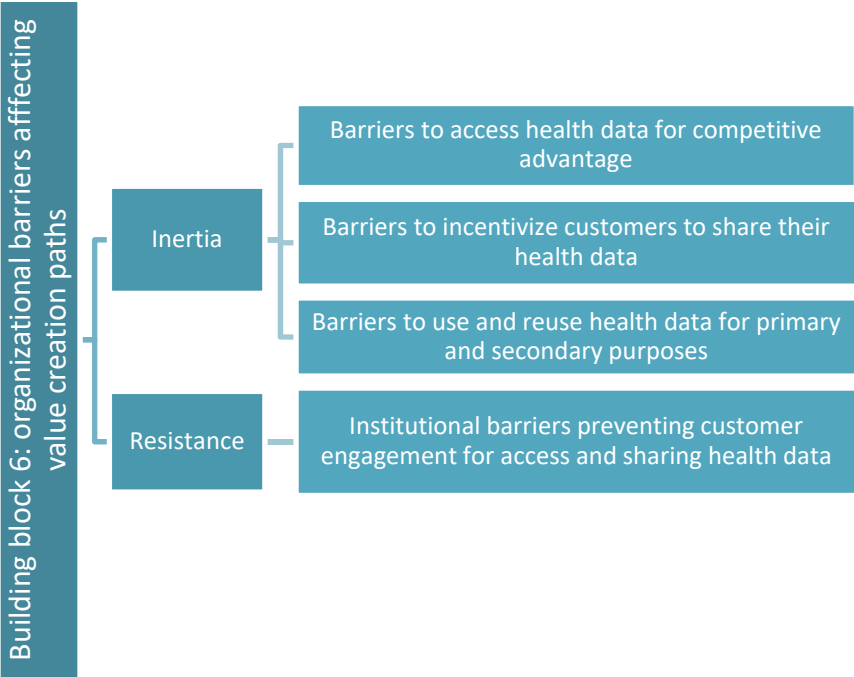 Building block 6: organizational barriers afffecting
value creation paths
Inertia
Barriers to access health data for competitive
advantage
Barriers to incentivize customers to share their
health data
Barriers to use and reuse health data for primary
and secondary purposes
Resistance
Institutional barriers preventing customer
engagement for access and sharing health data